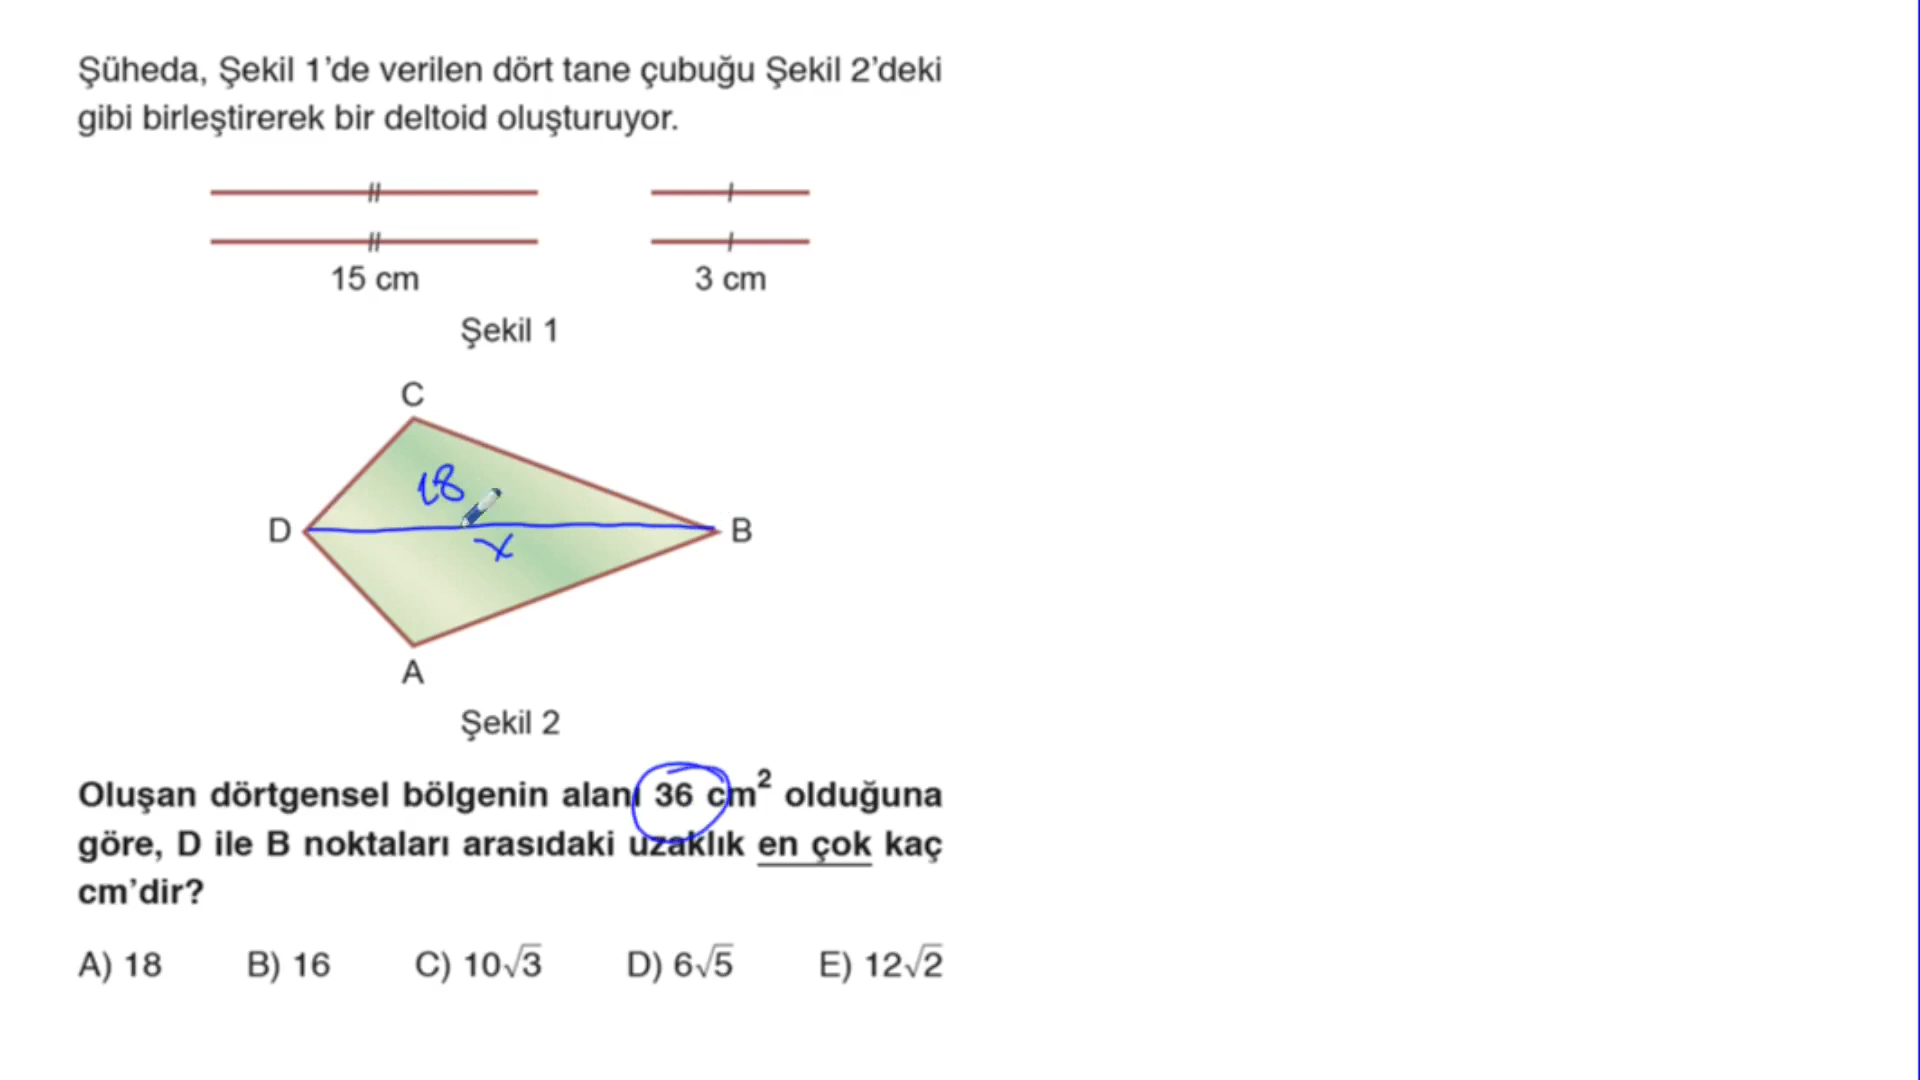 Şüheda, Şekil 1’de verilen dört tane çubuğu Şekil 2’deki
gibi birleştirerek bir deltoid oluşturuyor.
15 cm
3 cm
Şekil 1
C
18
D
B
x
A
Şekil 2
Oluşan dörtgensel bölgenin alanı 36 cm² olduğuna
göre, D ile B noktaları arasıdaki uzaklık en çok kaç
cm’dir?
A) 18 B) 16 C) 10√3 D) 6√5 E) 12√2